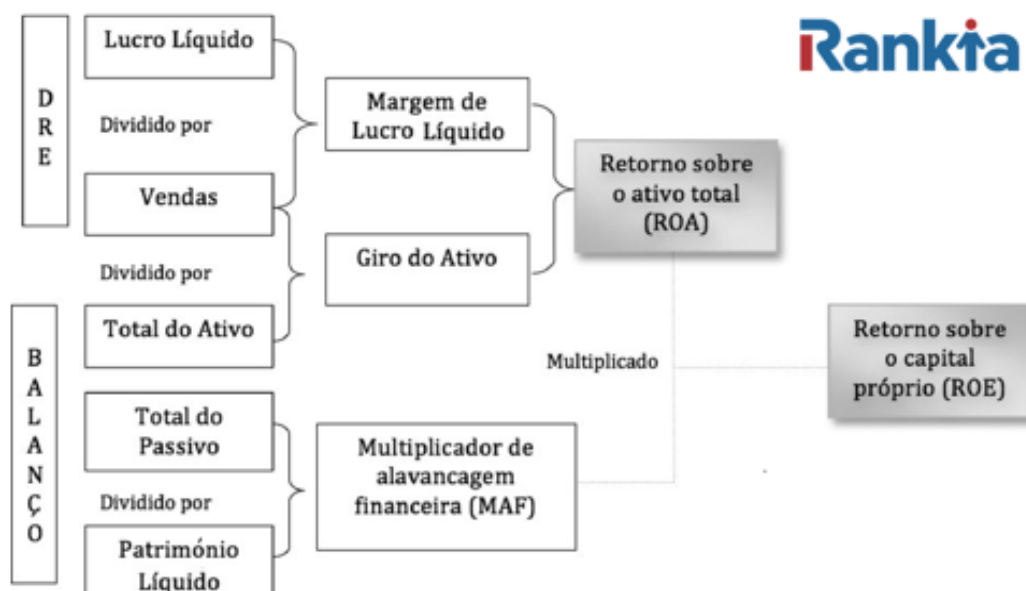 iRankia
D
R
E
Lucro Líquido
Dividido por
Vendas
Dividido por
Total do Ativo
B
A
L
A
N
Ç
O
Total do
Passivo
Dividido por
Património
Líquido
Margem de
Lucro Líquido
Giro do Ativo
Multiplicador de
alavancagem
financeira (MAF)
Retorno sobre
o ativo total
(ROA)
Multiplicado
Retorno sobre
o capital
próprio (ROE)